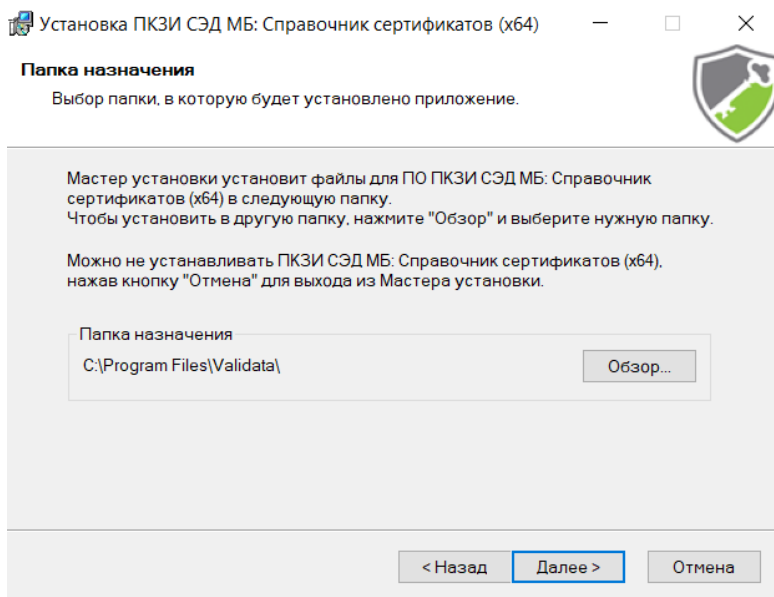 Установка ПКЗИ СЭД МБ: Справочник сертификатов (x64)
Папка назначения
Выбор папки, в которую будет установлено приложение.
Мастер установки установит файлы для ПО ПКЗИ СЭД МБ: Справочник
сертификатов (x64) в следующую папку.
Чтобы установить в другую папку, нажмите "Обзор" и выберите нужную папку.
Можно не устанавливать ПКЗИ СЭД МБ: Справочник сертификатов (x64),
нажав кнопку "Отмена" для выхода из Мастера установки.
Папка назначения
C:\Program Files\Validata\
Обзор...
< Назад
Далее >
Отмена